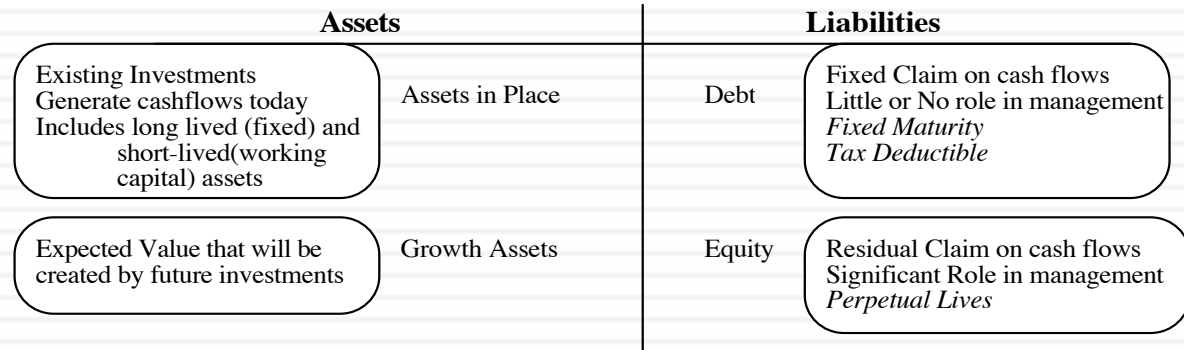 Assets
Existing Investments
Generate cashflows today
Includes long lived (fixed) and
short-lived(working
capital) assets
Assets in Place
Expected Value that will be
created by future investments
Growth Assets
Liabilities
Debt
Fixed Claim on cash flows
Little or No role in management
Fixed Maturity
Tax Deductible
Equity
Residual Claim on cash flows
Significant Role in management
Perpetual Lives